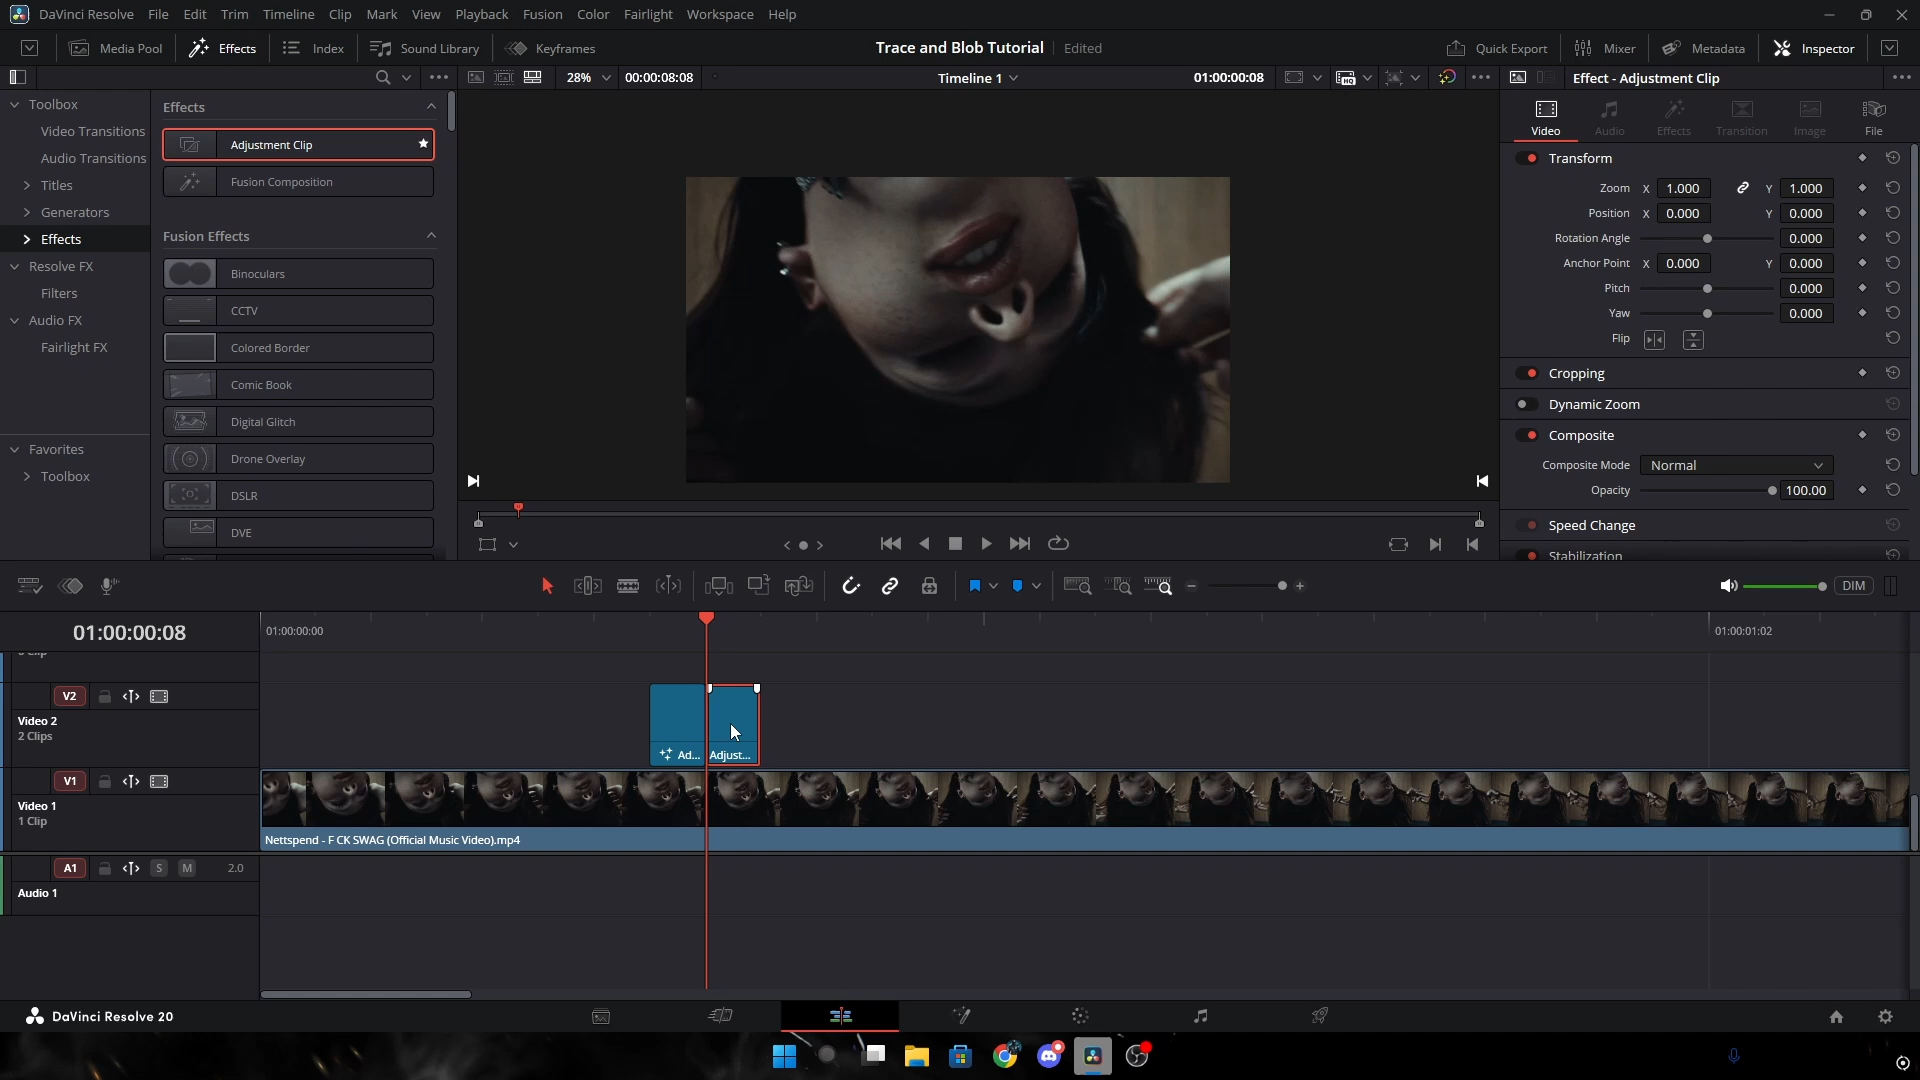 DaVinci Resolve File Edit Trim Timeline Clip Mark View Playback Fusion Color Fairlight Workspace Help
Media Pool Effects Index Sound Library Keyframes Trace and Blob Tutorial Edited Quick Export Mixer Metadata Inspector
28% 00:00:08:08 Timeline 1 01:00:00:08 Effect - Adjustment Clip
Toolbox
Video Transitions
Audio Transitions
Titles
Generators
Effects
Resolve FX
Filters
Audio FX
Fairlight FX
Favorites
Toolbox
Effects
Adjustment Clip
Fusion Composition
Fusion Effects
Binoculars
CCTV
Colored Border
Comic Book
Digital Glitch
Drone Overlay
DSLR
DVE
Video Audio Effects Transition Image File
Transform
Zoom X 1.000 Y 1.000
Position X 0.000 Y 0.000
Rotation Angle 0.000
Anchor Point X 0.000 Y 0.000
Pitch 0.000
Yaw 0.000
Flip
Cropping
Dynamic Zoom
Composite
Composite Mode Normal
Opacity 100.00
Speed Change
Stabilization
HQ
DIM
01:00:00:08
01:00:00:00 01:00:01:02
V2
Video 2
2 Clips
Ad... Adjust...
V1
Video 1
1 Clip
Nettspend - F CK SWAG (Official Music Video).mp4
A1 S M 2.0
Audio 1
DaVinci Resolve 20